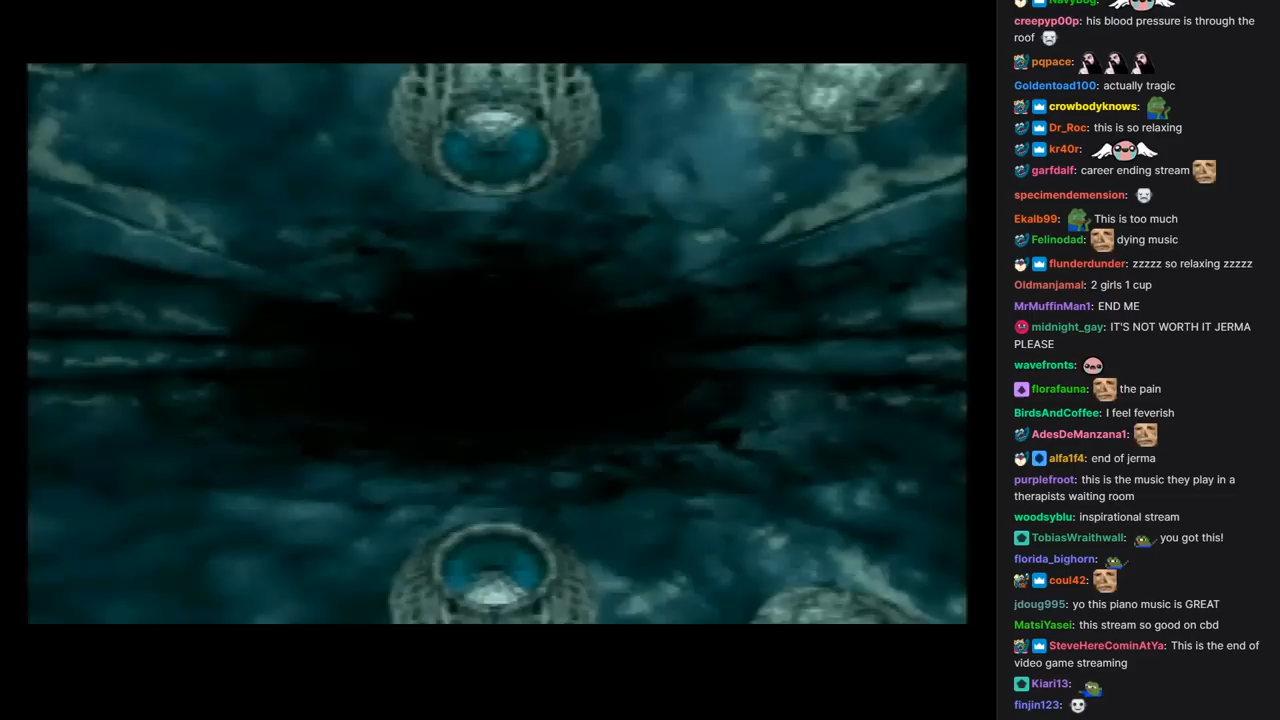 Navybog:
creepyp00p: his blood pressure is through the
roof
pqpace:
Goldentoad100: actually tragic
crowbodyknows:
Dr_Roc: this is so relaxing
kr40r:
garfdalf: career ending stream
specimendemension:
Ekalb99: This is too much
Felinodad: dying music
flunderdunder: zzzzz so relaxing zzzzz
Oldmanjamal: 2 girls 1 cup
MrMuffinMan1: END ME
midnight_gay: IT'S NOT WORTH IT JERMA
PLEASE
wavefronts:
florafauna: the pain
BirdsAndCoffee: I feel feverish
AdesDeManzana1:
alfa1f4: end of jerma
purplefroot: this is the music they play in a
therapists waiting room
woodsyblu: inspirational stream
TobiasWraithwall: you got this!
florida_bighorn:
coul42:
jdoug995: yo this piano music is GREAT
MatsiYasei: this stream so good on cbd
SteveHereCominAtYa: This is the end of
video game streaming
Kiari13:
finjin123: